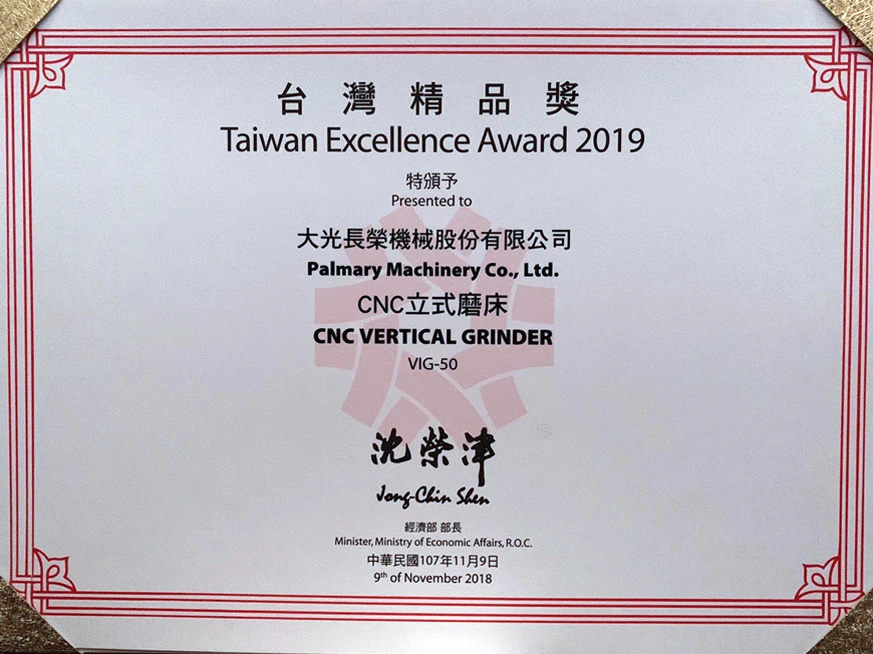 台灣精品獎
Taiwan Excellence Award 2019
特頒予
Presented to
大光長榮機械股份有限公司
Palmary Machinery Co., Ltd.
CNC立式磨床
CNC VERTICAL GRINDER
VIG-50
沈榮津
Jong-Chin Shen
經濟部 部長
Minister, Ministry of Economic Affairs, R.O.C.
中華民國107年11月9日
9th of November 2018